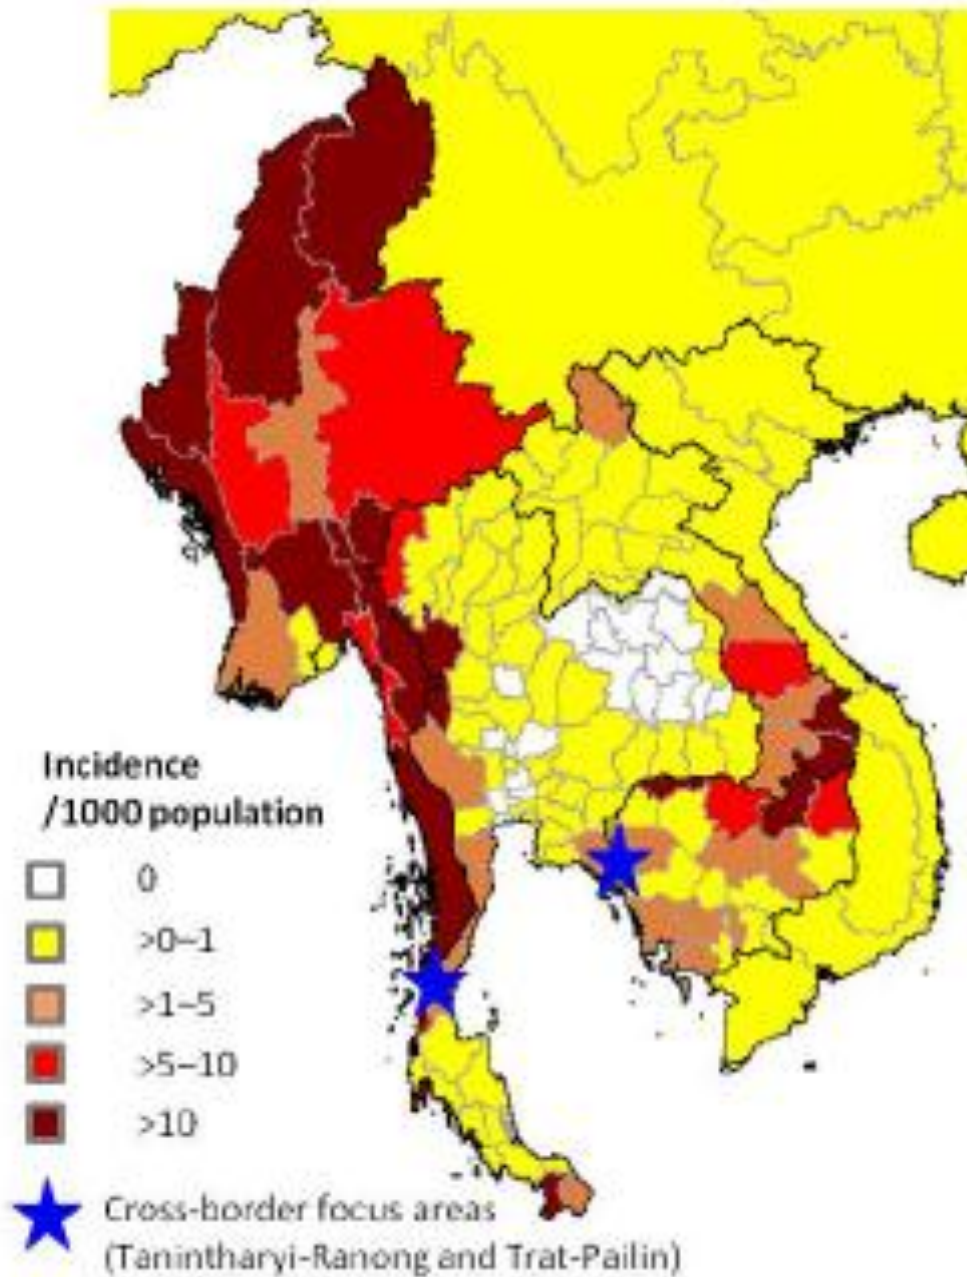 Incidence
/1000 population
0
>0–1
>1–5
>5–10
>10
Cross-border focus areas
(Tanintharyi-Ranong and Trat-Pailin)